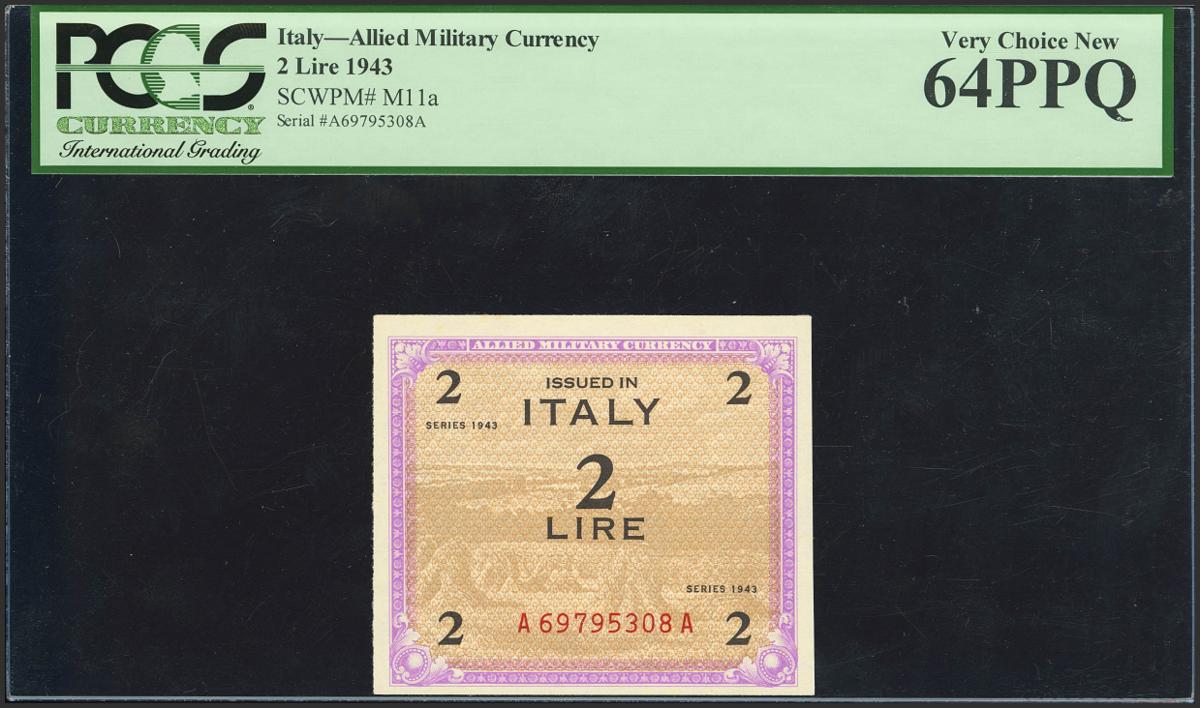 PCGS®
CURRENCY
International Grading
Italy—Allied Military Currency
2 Lire 1943
SCWPM# M11a
Serial #A69795308A
Very Choice New
64PPQ
ALLIED MILITARY CURRENCY
2 ISSUED IN 2
SERIES 1943 ITALY
2
LIRE
SERIES 1943
2 A69795308A 2